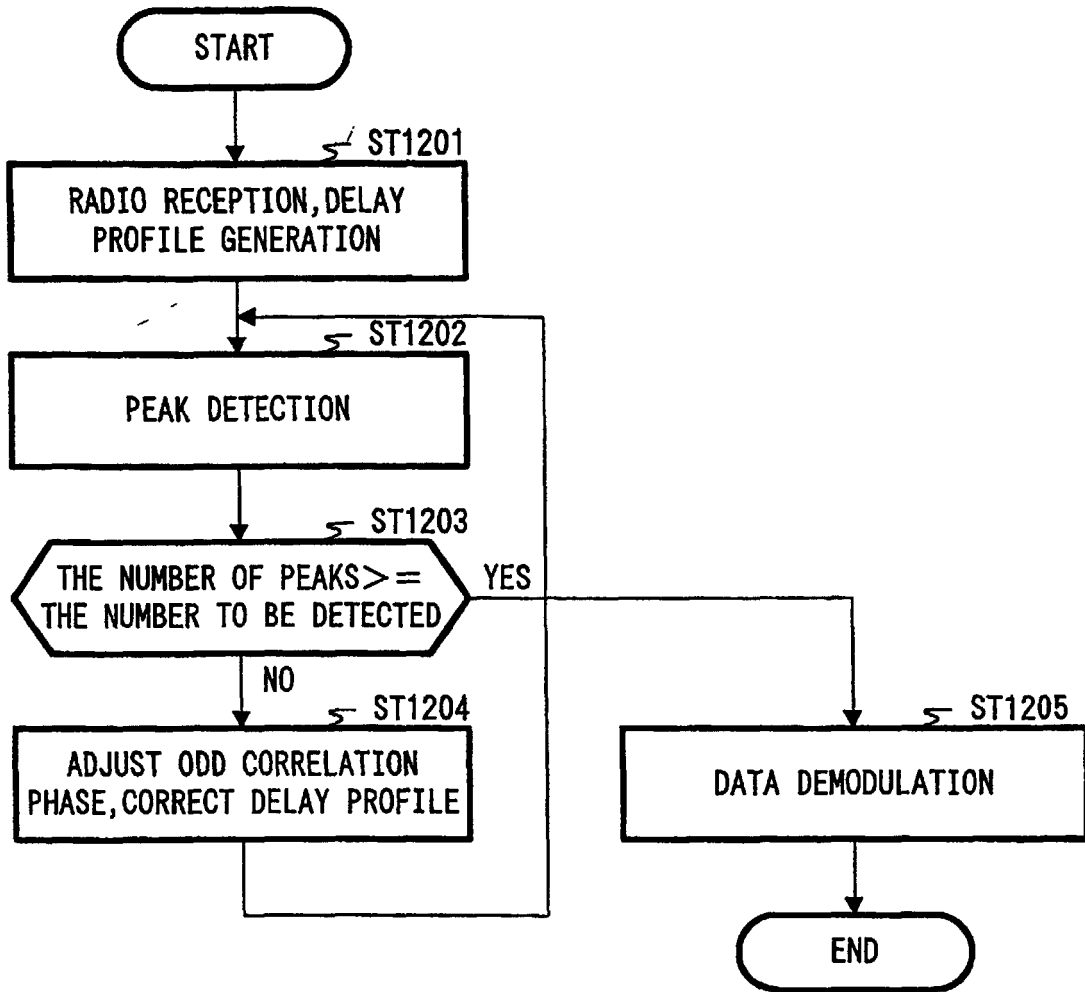 START
ST1201
RADIO RECEPTION,DELAY
PROFILE GENERATION
ST1202
PEAK DETECTION
ST1203
THE NUMBER OF PEAKS>=
THE NUMBER TO BE DETECTED
YES
NO
ST1204
ADJUST ODD CORRELATION
PHASE,CORRECT DELAY PROFILE
ST1205
DATA DEMODULATION
END